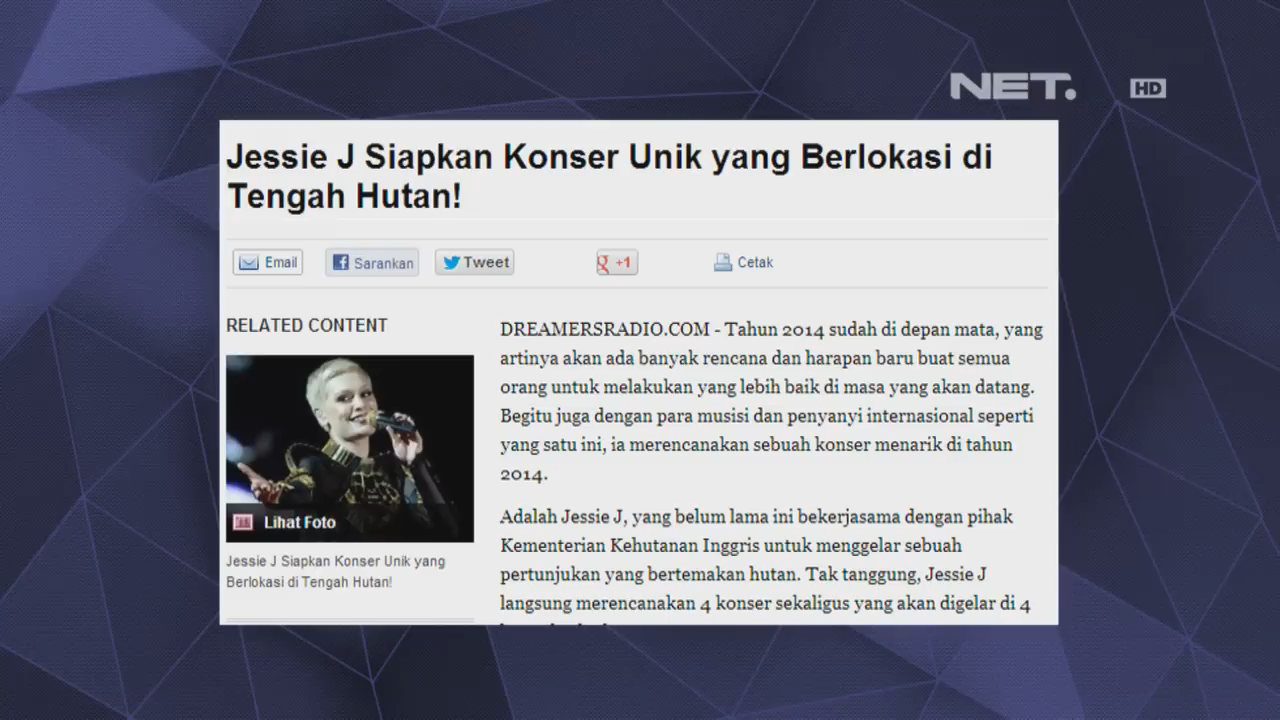 NET.
HD
Jessie J Siapkan Konser Unik yang Berlokasi di
Tengah Hutan!
Email
Sarankan
Tweet
+1
Cetak
RELATED CONTENT
Lihat Foto
Jessie J Siapkan Konser Unik yang
Berlokasi di Tengah Hutan!
DREAMERSRADIO.COM - Tahun 2014 sudah di depan mata, yang
artinya akan ada banyak rencana dan harapan baru buat semua
orang untuk melakukan yang lebih baik di masa yang akan datang.
Begitu juga dengan para musisi dan penyanyi internasional seperti
yang satu ini, ia merencanakan sebuah konser menarik di tahun
2014.
Adalah Jessie J, yang belum lama ini bekerjasama dengan pihak
Kementerian Kehutanan Inggris untuk menggelar sebuah
pertunjukan yang bertemakan hutan. Tak tanggung, Jessie J
langsung merencanakan 4 konser sekaligus yang akan digelar di 4